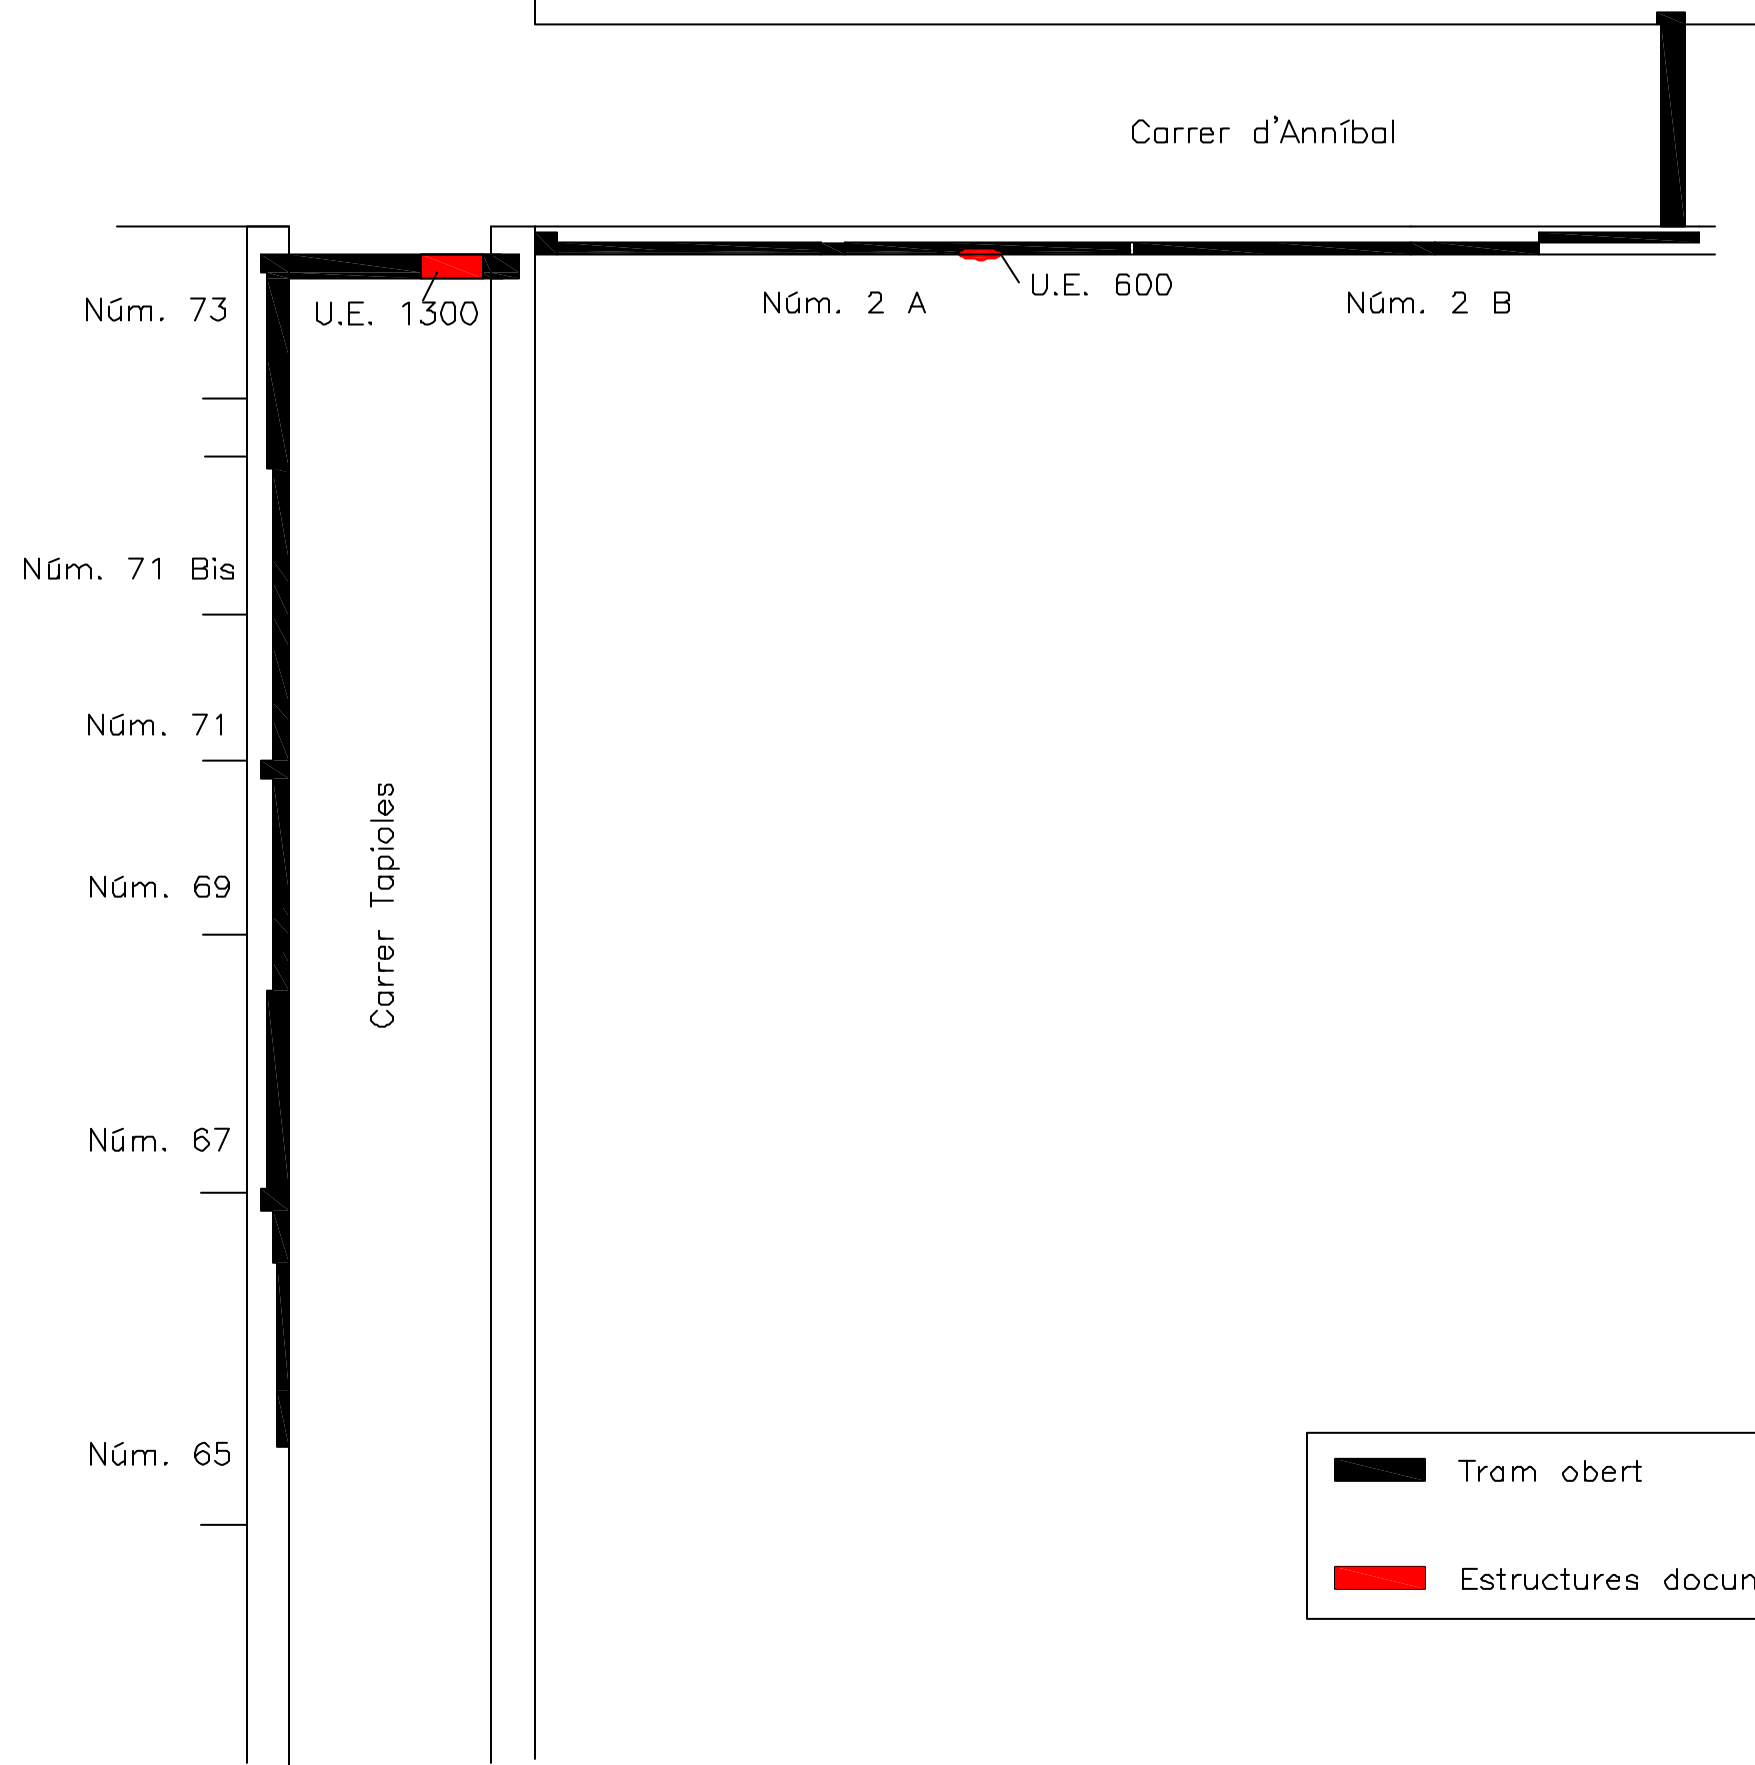 Carrer d'Anníbal
Núm. 73
U.E. 1300
Núm. 2 A
U.E. 600
Núm. 2 B
Núm. 71 Bis
Núm. 71
Carrer Tapioles
Núm. 69
Núm. 67
Núm. 65
Tram obert
Estructures